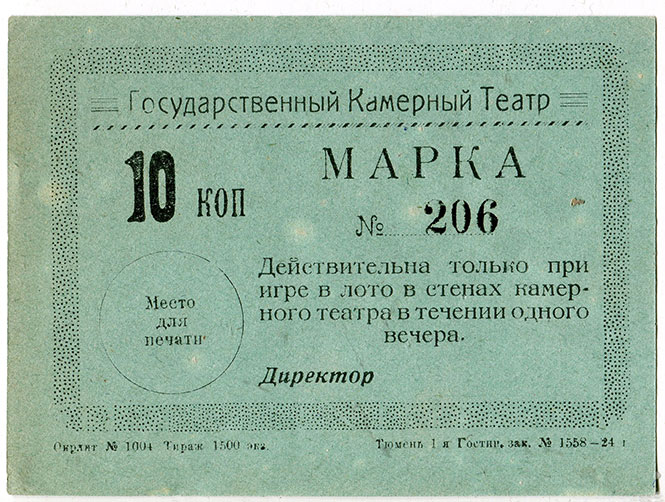 Государственный Камерный Театр
10 коп
МАРКА
№ 206
Действительна только при
игре в лото в стенах камер-
ного театра в течении одного
вечера.
Место
для
печати
Директор
Окрлит № 1004 Тираж 1500 экз.
Тюмень 1 я Гостип. зак. № 1558—24 г